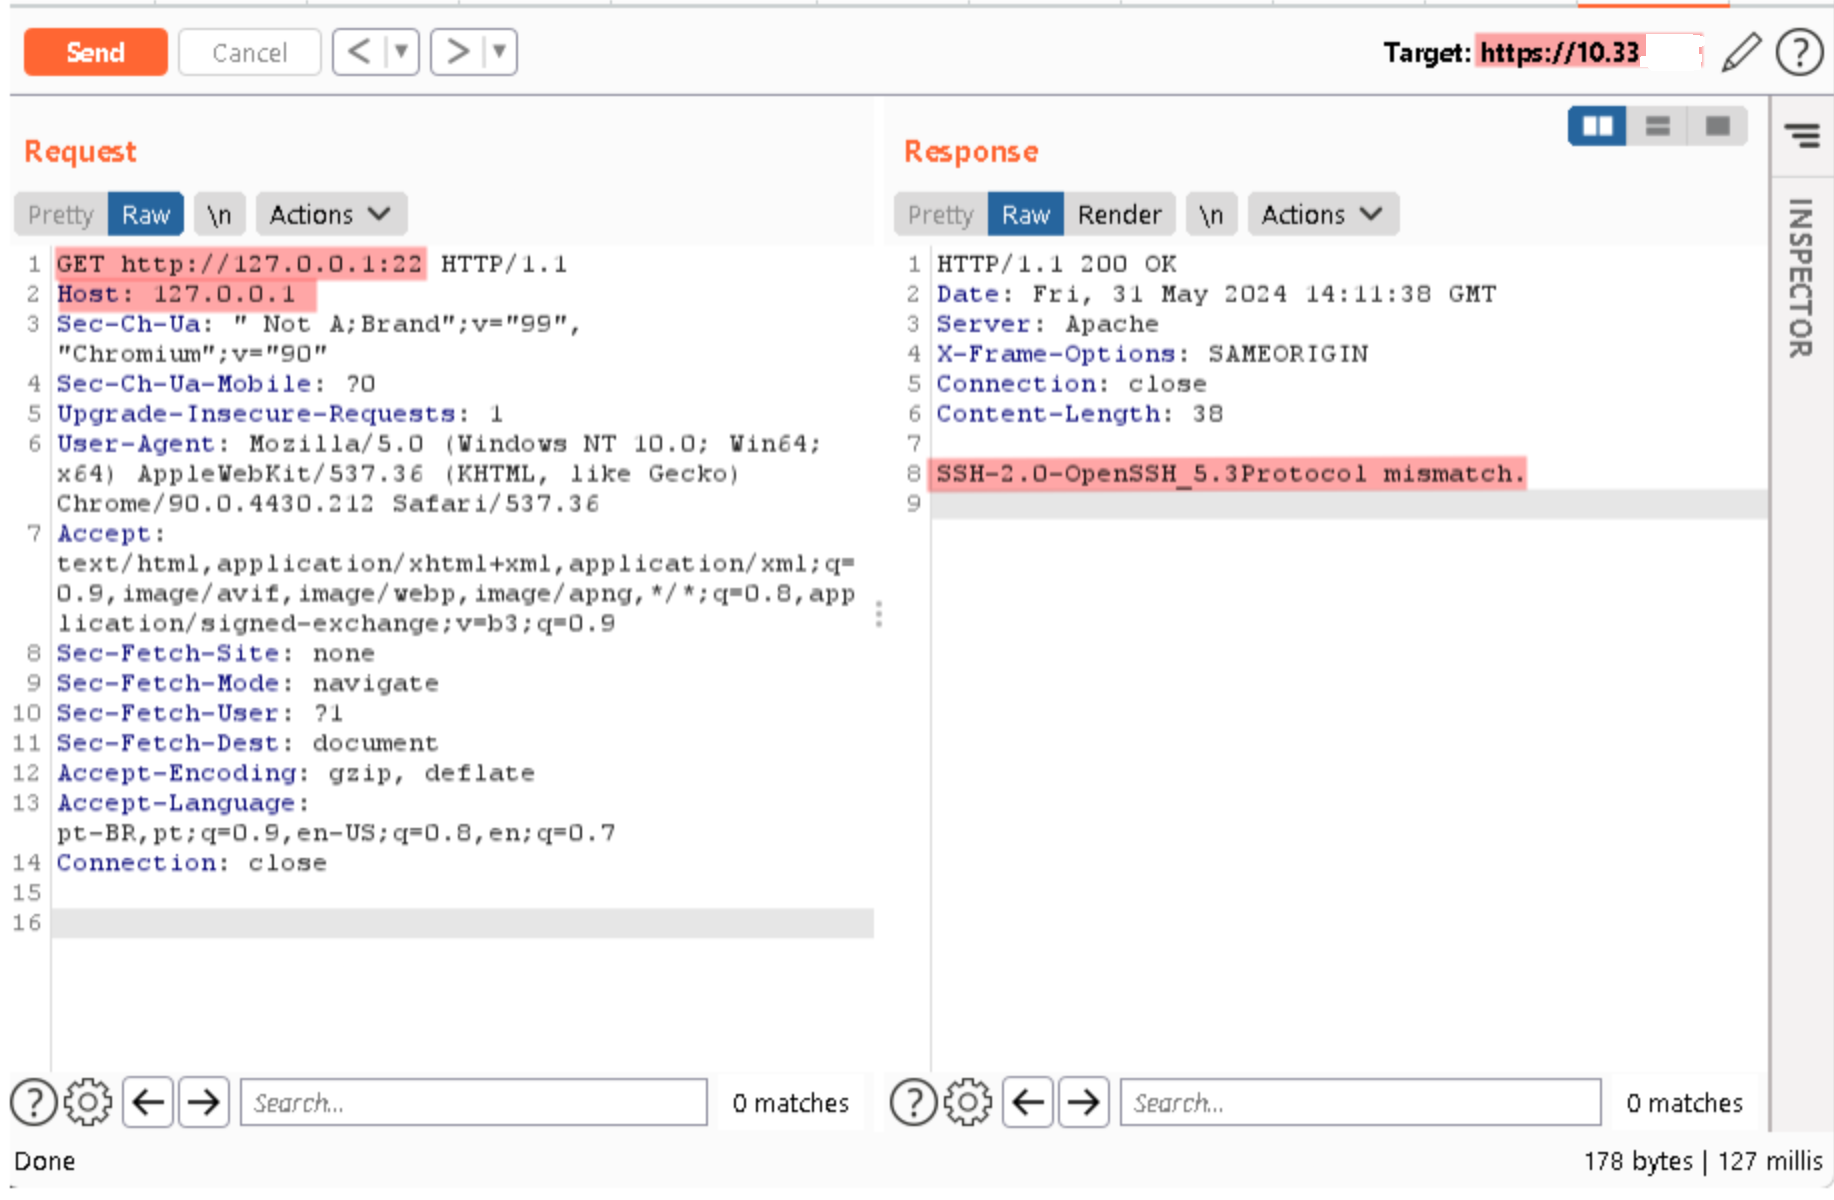 Send Cancel < ▼ > ▼ Target: https://10.33 ?
Request
Response
Pretty Raw \n Actions
Pretty Raw Render \n Actions
INSPECTOR
1 GET http://127.0.0.1:22 HTTP/1.1
2 Host: 127.0.0.1
3 Sec-Ch-Ua: " Not A;Brand";v="99",
"Chromium";v="90"
4 Sec-Ch-Ua-Mobile: ?0
5 Upgrade-Insecure-Requests: 1
6 User-Agent: Mozilla/5.0 (Windows NT 10.0; Win64;
x64) AppleWebKit/537.36 (KHTML, like Gecko)
Chrome/90.0.4430.212 Safari/537.36
7 Accept:
text/html,application/xhtml+xml,application/xml;q=
0.9,image/avif,image/webp,image/apng,*/*;q=0.8,app
lication/signed-exchange;v=b3;q=0.9
8 Sec-Fetch-Site: none
9 Sec-Fetch-Mode: navigate
10 Sec-Fetch-User: ?1
11 Sec-Fetch-Dest: document
12 Accept-Encoding: gzip, deflate
13 Accept-Language:
pt-BR,pt;q=0.9,en-US;q=0.8,en;q=0.7
14 Connection: close
15
16
1 HTTP/1.1 200 OK
2 Date: Fri, 31 May 2024 14:11:38 GMT
3 Server: Apache
4 X-Frame-Options: SAMEORIGIN
5 Connection: close
6 Content-Length: 38
7
8 SSH-2.0-OpenSSH_5.3Protocol mismatch.
9
? Search... 0 matches
? Search... 0 matches
Done
178 bytes | 127 millis